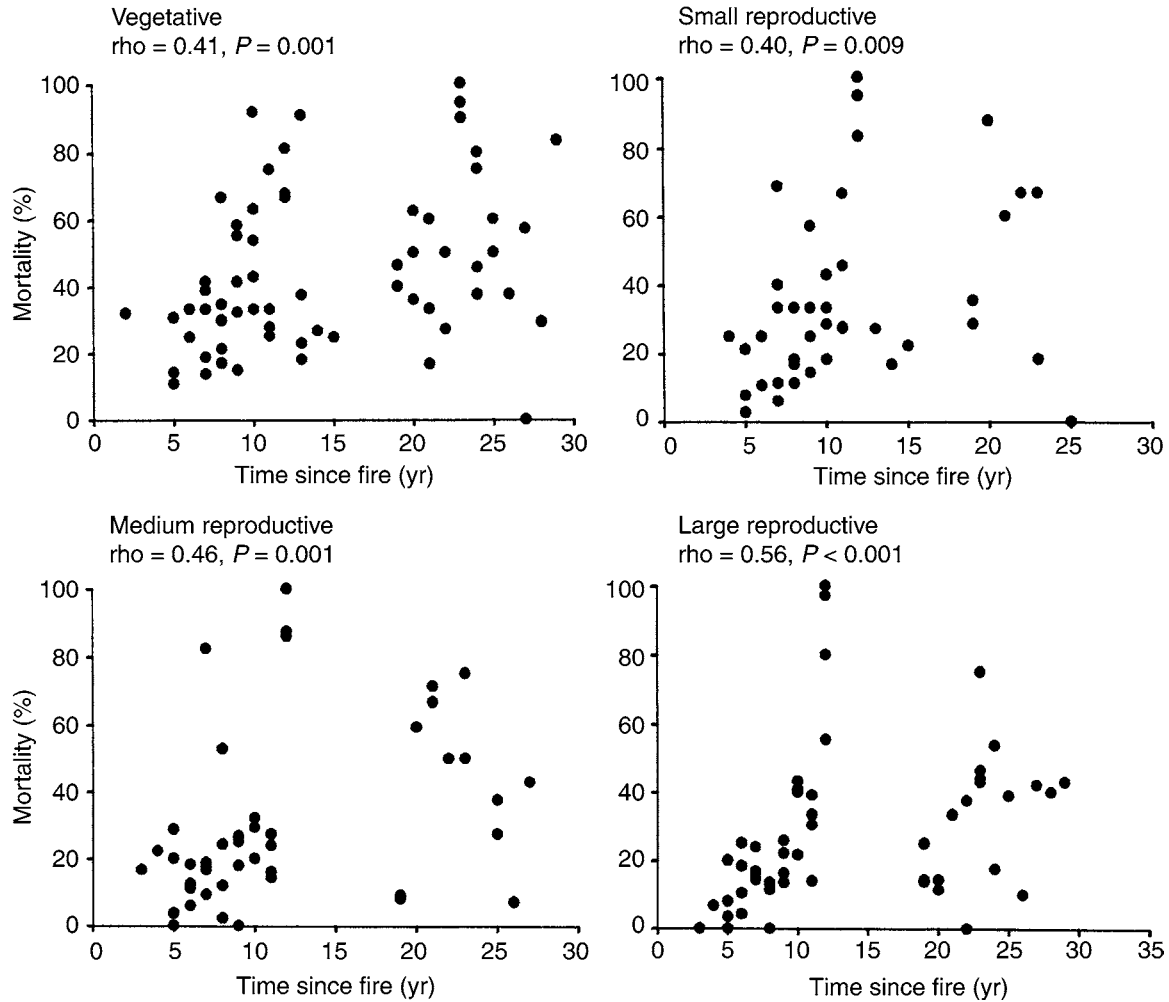 Vegetative
rho = 0.41, P = 0.001
Mortality (%)
100
80
60
40
20
0
0 5 10 15 20 25 30
Time since fire (yr)
Small reproductive
rho = 0.40, P = 0.009
100
80
60
40
20
0
0 5 10 15 20 25 30
Time since fire (yr)
Medium reproductive
rho = 0.46, P = 0.001
Mortality (%)
100
80
60
40
20
0
0 5 10 15 20 25 30
Time since fire (yr)
Large reproductive
rho = 0.56, P < 0.001
100
80
60
40
20
0
0 5 10 15 20 25 30 35
Time since fire (yr)